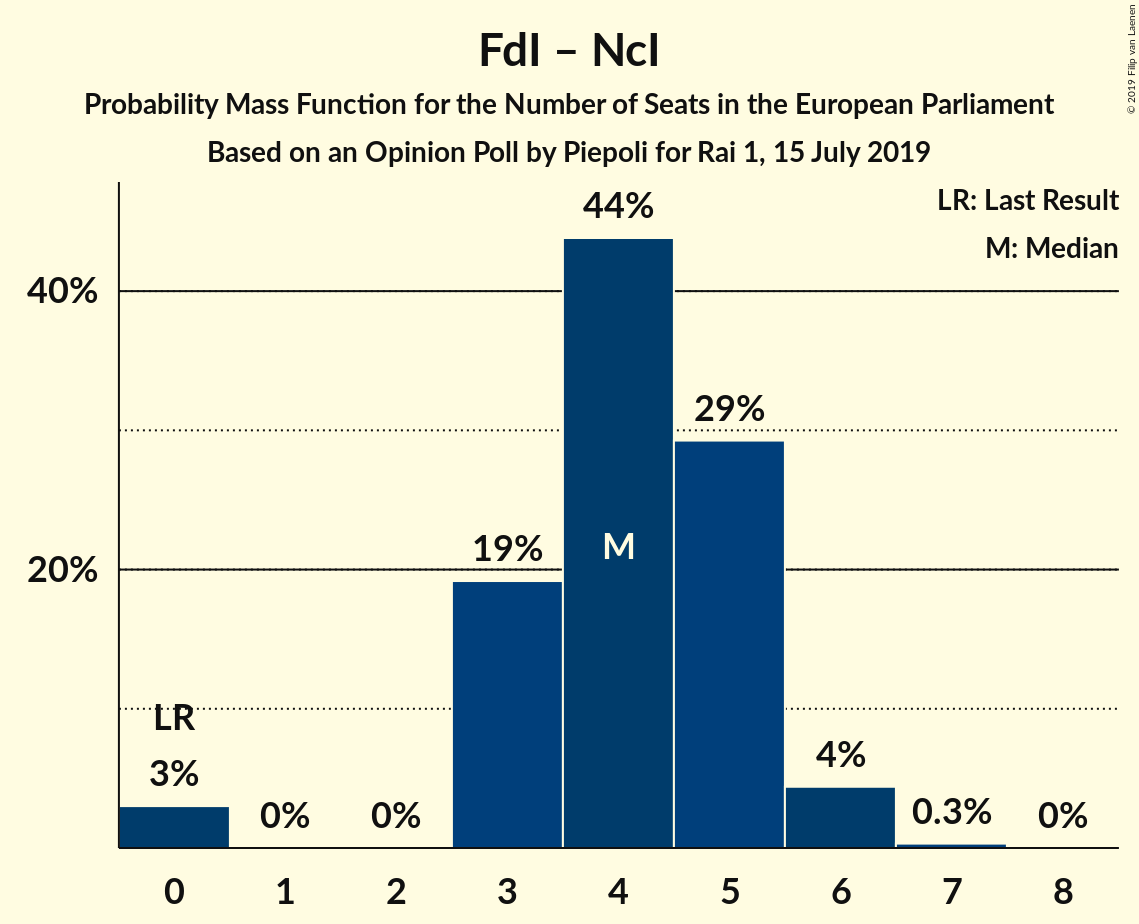 FdI – NcI
Probability Mass Function for the Number of Seats in the European Parliament
Based on an Opinion Poll by Piepoli for Rai 1, 15 July 2019
© 2019 Filip van Laenen
LR: Last Result
M: Median
44%
40%
29%
19%
M
20%
LR
3%
0%
0%
4%
0.3%
0%
0 1 2 3 4 5 6 7 8